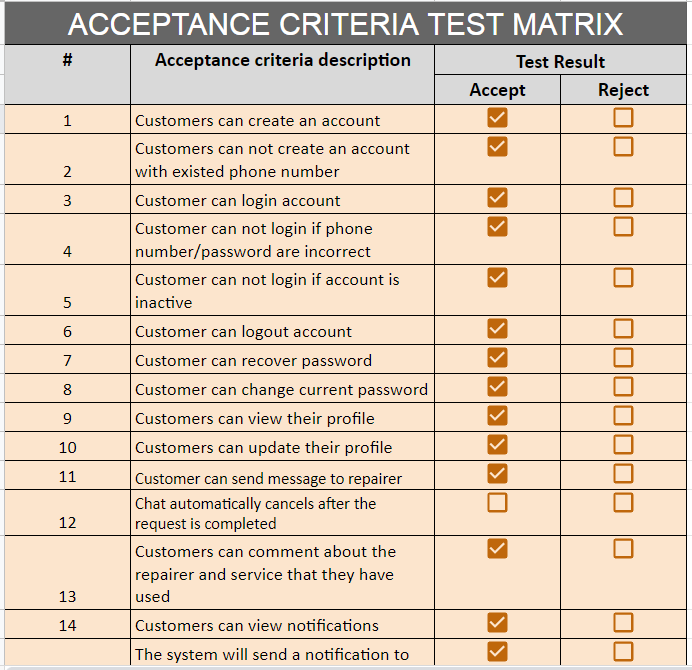 ACCEPTANCE CRITERIA TEST MATRIX
# Acceptance criteria description Test Result
Accept Reject
1 Customers can create an account
Customers can not create an account
2 with existed phone number
3 Customer can login account
Customer can not login if phone
4 number/password are incorrect
Customer can not login if account is
5 inactive
6 Customer can logout account
7 Customer can recover password
8 Customer can change current password
9 Customers can view their profile
10 Customers can update their profile
11 Customer can send message to repairer
Chat automatically cancels after the
12 request is completed
Customers can comment about the
repairer and service that they have
13 used
14 Customers can view notifications
The system will send a notification to